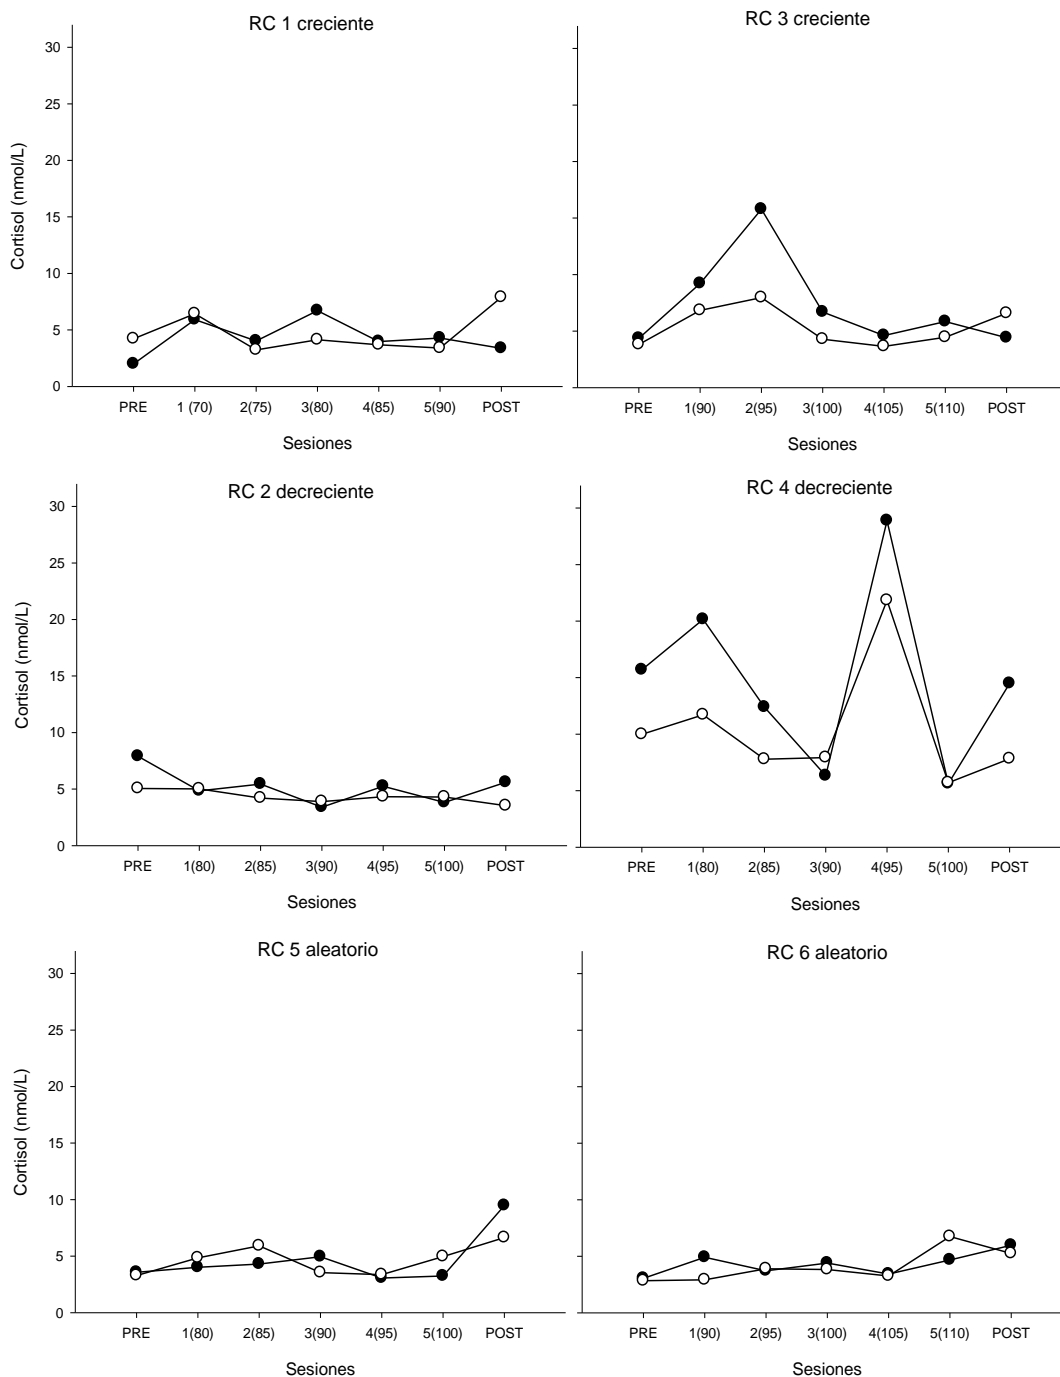 RC 1 creciente
Cortisol (nmol/L)
30
25
20
15
10
5
0
PRE 1 (70) 2(75) 3(80) 4(85) 5(90) POST
Sesiones
RC 3 creciente
PRE 1(90) 2(95) 3(100) 4(105) 5(110) POST
Sesiones
RC 2 decreciente
Cortisol (nmol/L)
30
25
20
15
10
5
0
PRE 1(80) 2(85) 3(90) 4(95) 5(100) POST
Sesiones
RC 4 decreciente
PRE 1(80) 2(85) 3(90) 4(95) 5(100) POST
Sesiones
RC 5 aleatorio
Cortisol (nmol/L)
30
25
20
15
10
5
0
PRE 1(80) 2(85) 3(90) 4(95) 5(100) POST
Sesiones
RC 6 aleatorio
PRE 1(90) 2(95) 3(100) 4(105) 5(110) POST
Sesiones